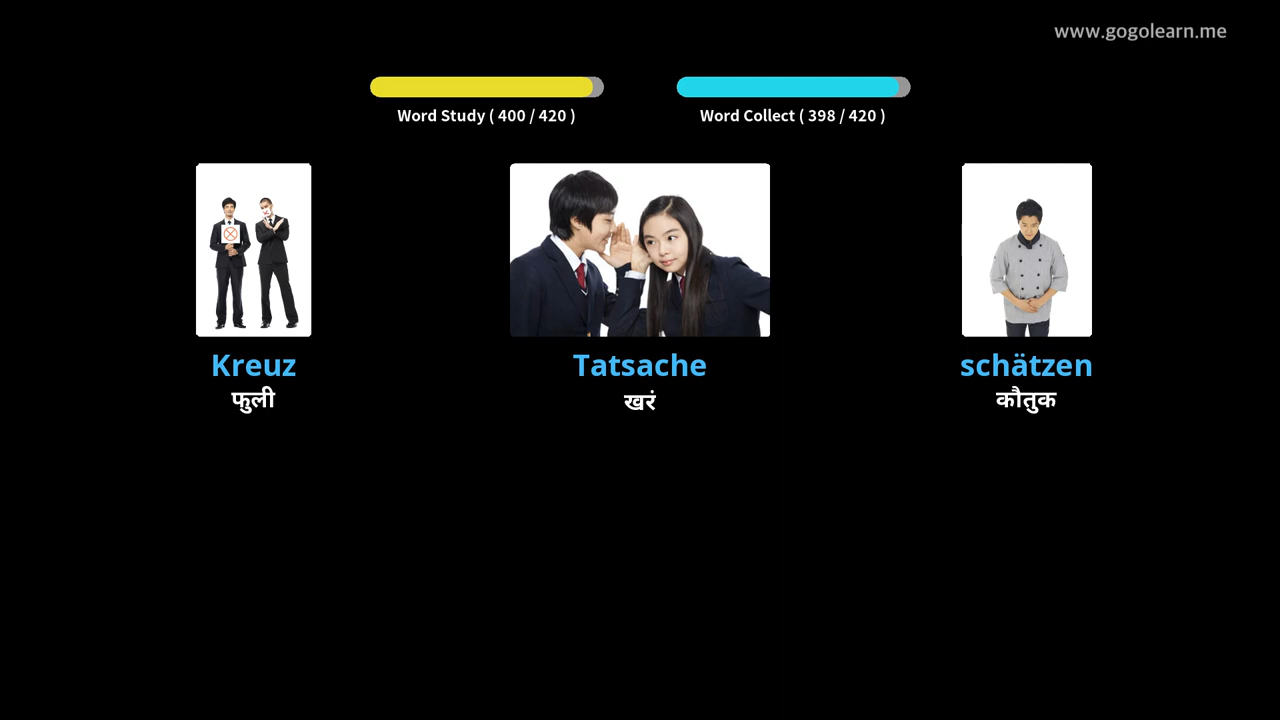 www.gogolearn.me
Word Study ( 400 / 420 )
Word Collect ( 398 / 420 )
Kreuz
फुली
Tatsache
खरं
schätzen
कौतुक